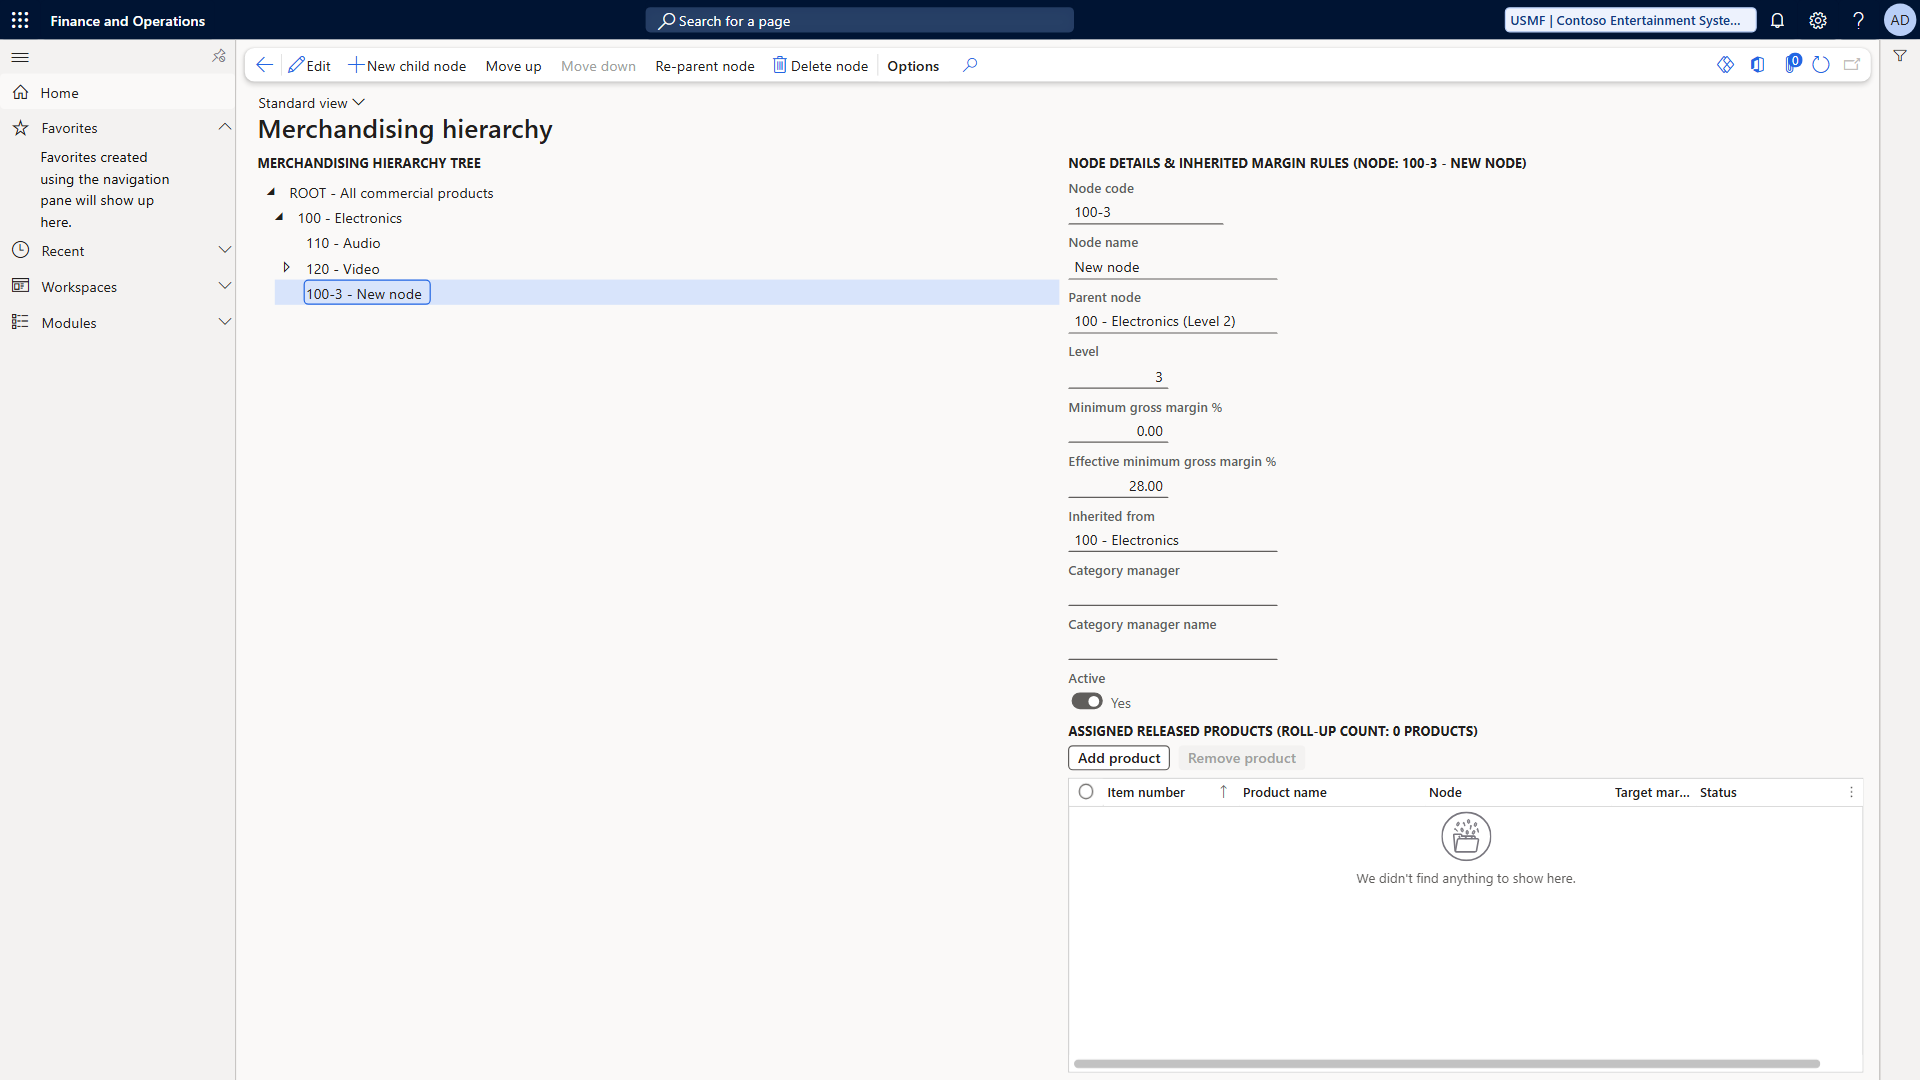 Finance and Operations
Search for a page
USMF | Contoso Entertainment Syste...
AD
Edit
New child node
Move up
Move down
Re-parent node
Delete node
Options
0
Home
Favorites
Favorites created
using the navigation
pane will show up
here.
Recent
Workspaces
Modules
Standard view
Merchandising hierarchy
MERCHANDISING HIERARCHY TREE
ROOT - All commercial products
100 - Electronics
110 - Audio
120 - Video
100-3 - New node
NODE DETAILS & INHERITED MARGIN RULES (NODE: 100-3 - NEW NODE)
Node code
100-3
Node name
New node
Parent node
100 - Electronics (Level 2)
Level
3
Minimum gross margin %
0.00
Effective minimum gross margin %
28.00
Inherited from
100 - Electronics
Category manager
Category manager name
Active
Yes
ASSIGNED RELEASED PRODUCTS (ROLL-UP COUNT: 0 PRODUCTS)
Add product
Remove product
Item number
Product name
Node
Target mar...
Status
We didn't find anything to show here.